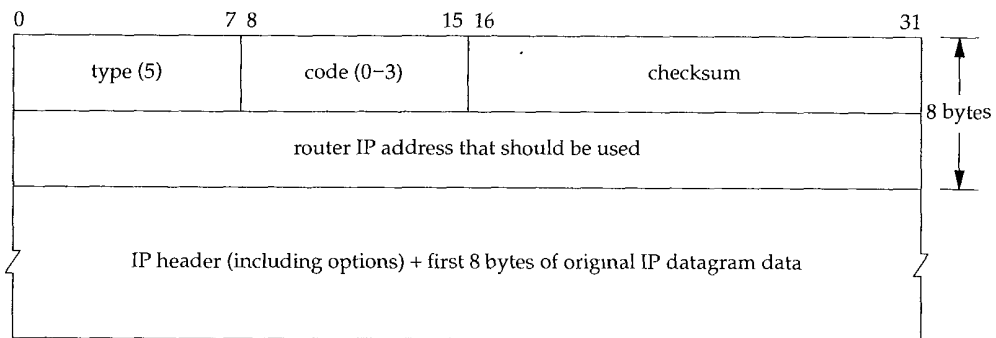 0 7 8 15 16 31
type (5) code (0−3) checksum
8 bytes
router IP address that should be used
IP header (including options) + first 8 bytes of original IP datagram data